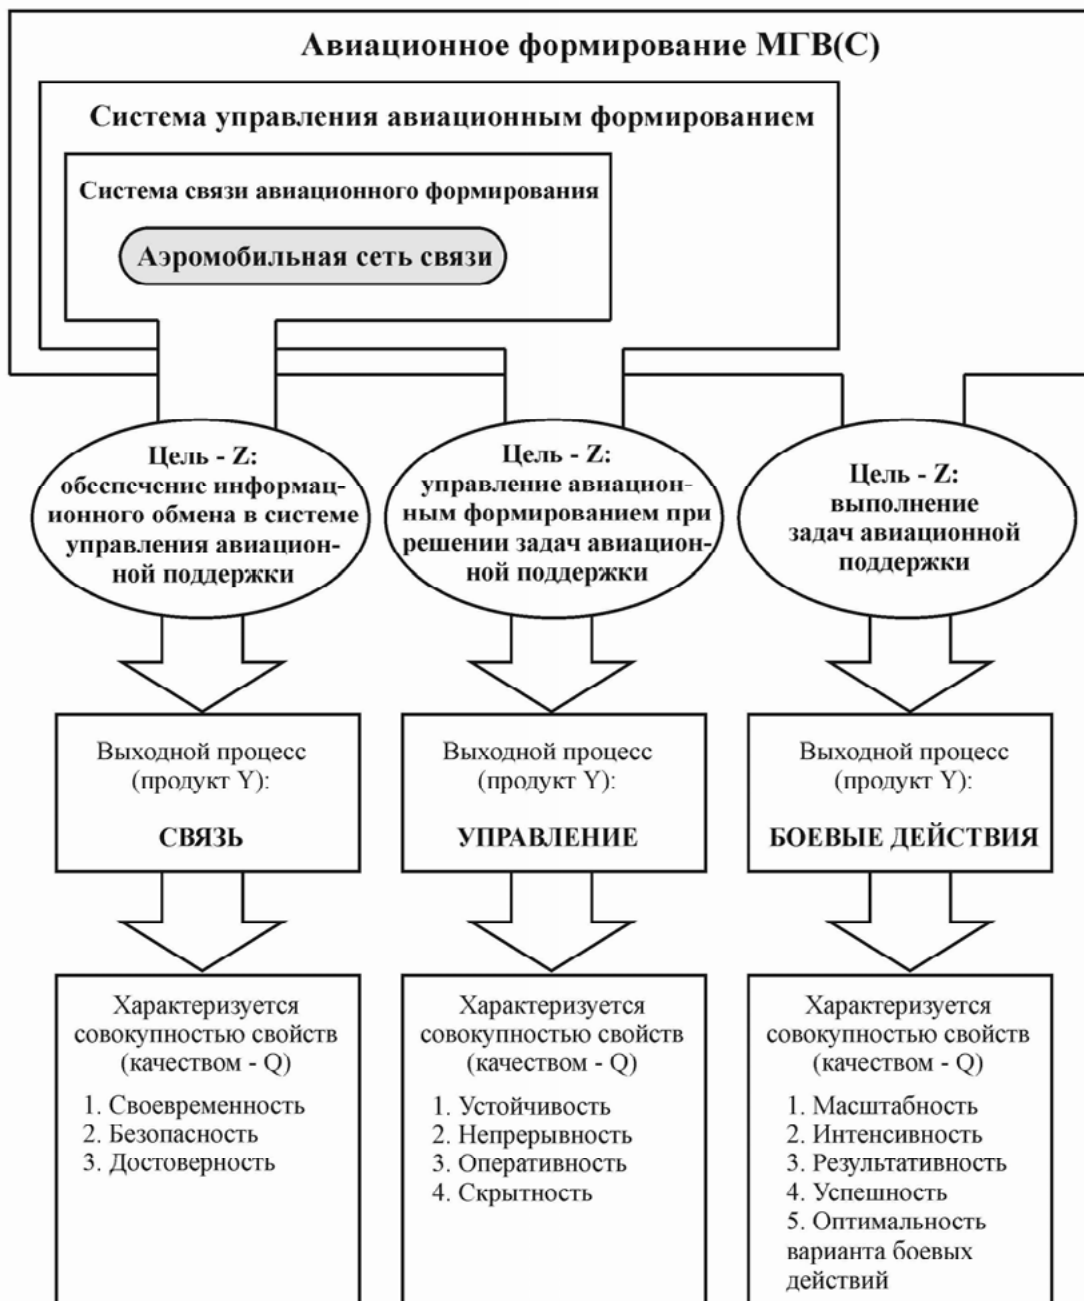 Авиационное формирование МГВ(С)
Система управления авиационным формированием
Система связи авиационного формирования
Аэромобильная сеть связи
Цель - Z:
обеспечение информац-
ионного обмена в системе
управления авиацион-
ной поддержки
Цель - Z:
управление авиацион-
ным формированием при
решении задач авиацион-
ной поддержки
Цель - Z:
выполнение
задач авиационной
поддержки
Выходной процесс
(продукт Y):
СВЯЗЬ
Выходной процесс
(продукт Y):
УПРАВЛЕНИЕ
Выходной процесс
(продукт Y):
БОЕВЫЕ ДЕЙСТВИЯ
Характеризуется
совокупностью свойств
(качеством - Q)
1. Своевременность
2. Безопасность
3. Достоверность
Характеризуется
совокупностью свойств
(качеством - Q)
1. Устойчивость
2. Непрерывность
3. Оперативность
4. Скрытность
Характеризуется
совокупностью свойств
(качеством - Q)
1. Масштабность
2. Интенсивность
3. Результативность
4. Успешность
5. Оптимальность
варианта боевых
действий